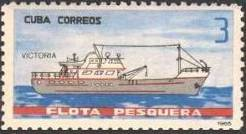 CUBA CORREOS 3
VICTORIA
FLOTA PESQUERA
1965